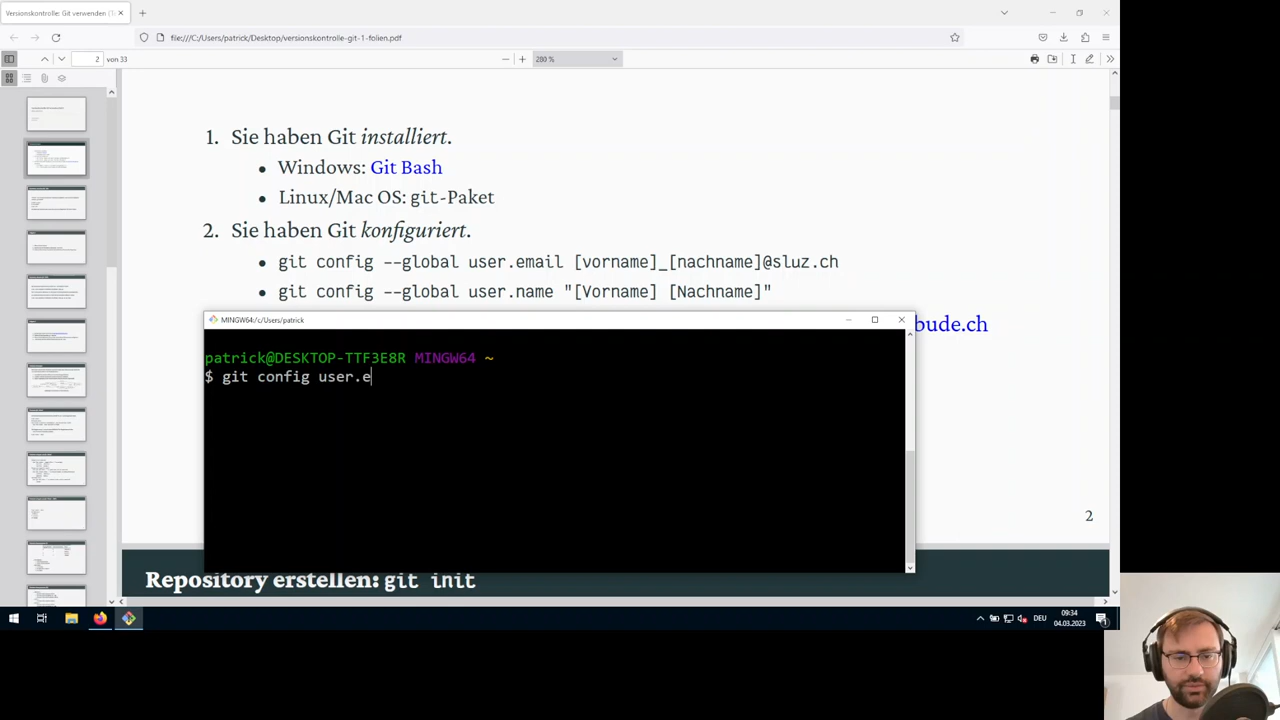 Versionskontrolle: Git verwenden (1)
file:///C:/Users/patrick/Desktop/versionskontrolle-git-1-folien.pdf
2 von 33
280 %
1. Sie haben Git installiert.
• Windows: Git Bash
• Linux/Mac OS: git-Paket
2. Sie haben Git konfiguriert.
• git config --global user.email [vorname]_[nachname]@sluz.ch
• git config --global user.name "[Vorname] [Nachname]"
bude.ch
MINGW64:/c/Users/patrick
patrick@DESKTOP-TTF3E8R MINGW64 ~
$ git config user.e
2
Repository erstellen: git init
DEU
09:34
04.03.2023